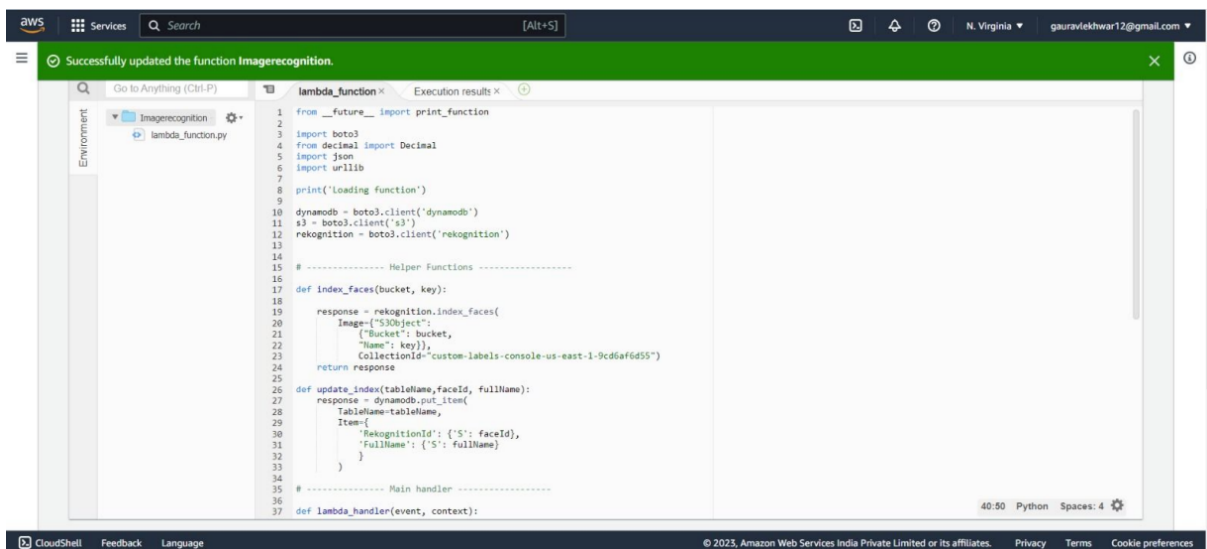 aws Services Search [Alt+S] N. Virginia gauravlekhwar12@gmail.com
Successfully updated the function Imagerecognition.
Go to Anything (Ctrl-P) lambda_function Execution results
Environment
Imagerecognition
lambda_function.py
1 from __future__ import print_function
2
3 import boto3
4 from decimal import Decimal
5 import json
6 import urllib
7
8 print('Loading function')
9
10 dynamodb = boto3.client('dynamodb')
11 s3 = boto3.client('s3')
12 rekognition = boto3.client('rekognition')
13
14
15 # --------------- Helper Functions ------------------
16
17 def index_faces(bucket, key):
18
19     response = rekognition.index_faces(
20         Image={"S3Object":
21             {"Bucket": bucket,
22             "Name": key}},
23             CollectionId="custom-labels-console-us-east-1-9cd6af6d55")
24     return response
25
26 def update_index(tableName,faceId, fullName):
27     response = dynamodb.put_item(
28         TableName=tableName,
29         Item={
30             'RekognitionId': {'S': faceId},
31             'FullName': {'S': fullName}
32             }
33         )
34
35 # --------------- Main handler ------------------
36
37 def lambda_handler(event, context):
40:50 Python Spaces: 4
CloudShell Feedback Language © 2023, Amazon Web Services India Private Limited or its affiliates. Privacy Terms Cookie preferences